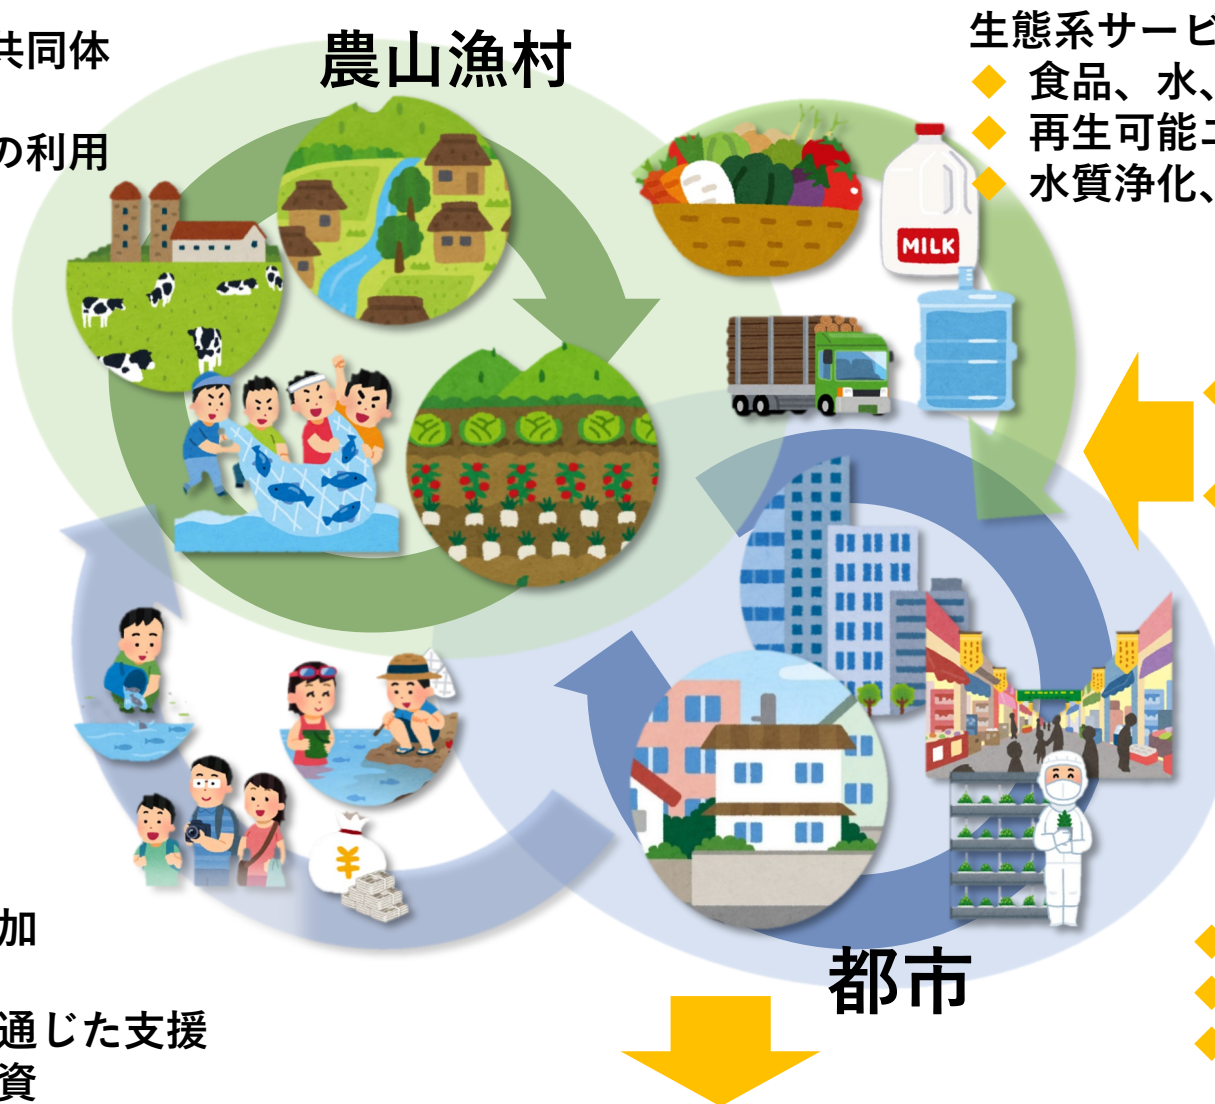 共同体
の利用
農山漁村
生態系サービ
食品、水、
再生可能エ
水質浄化、
MILK
¥
都市
加
通じた支援
資